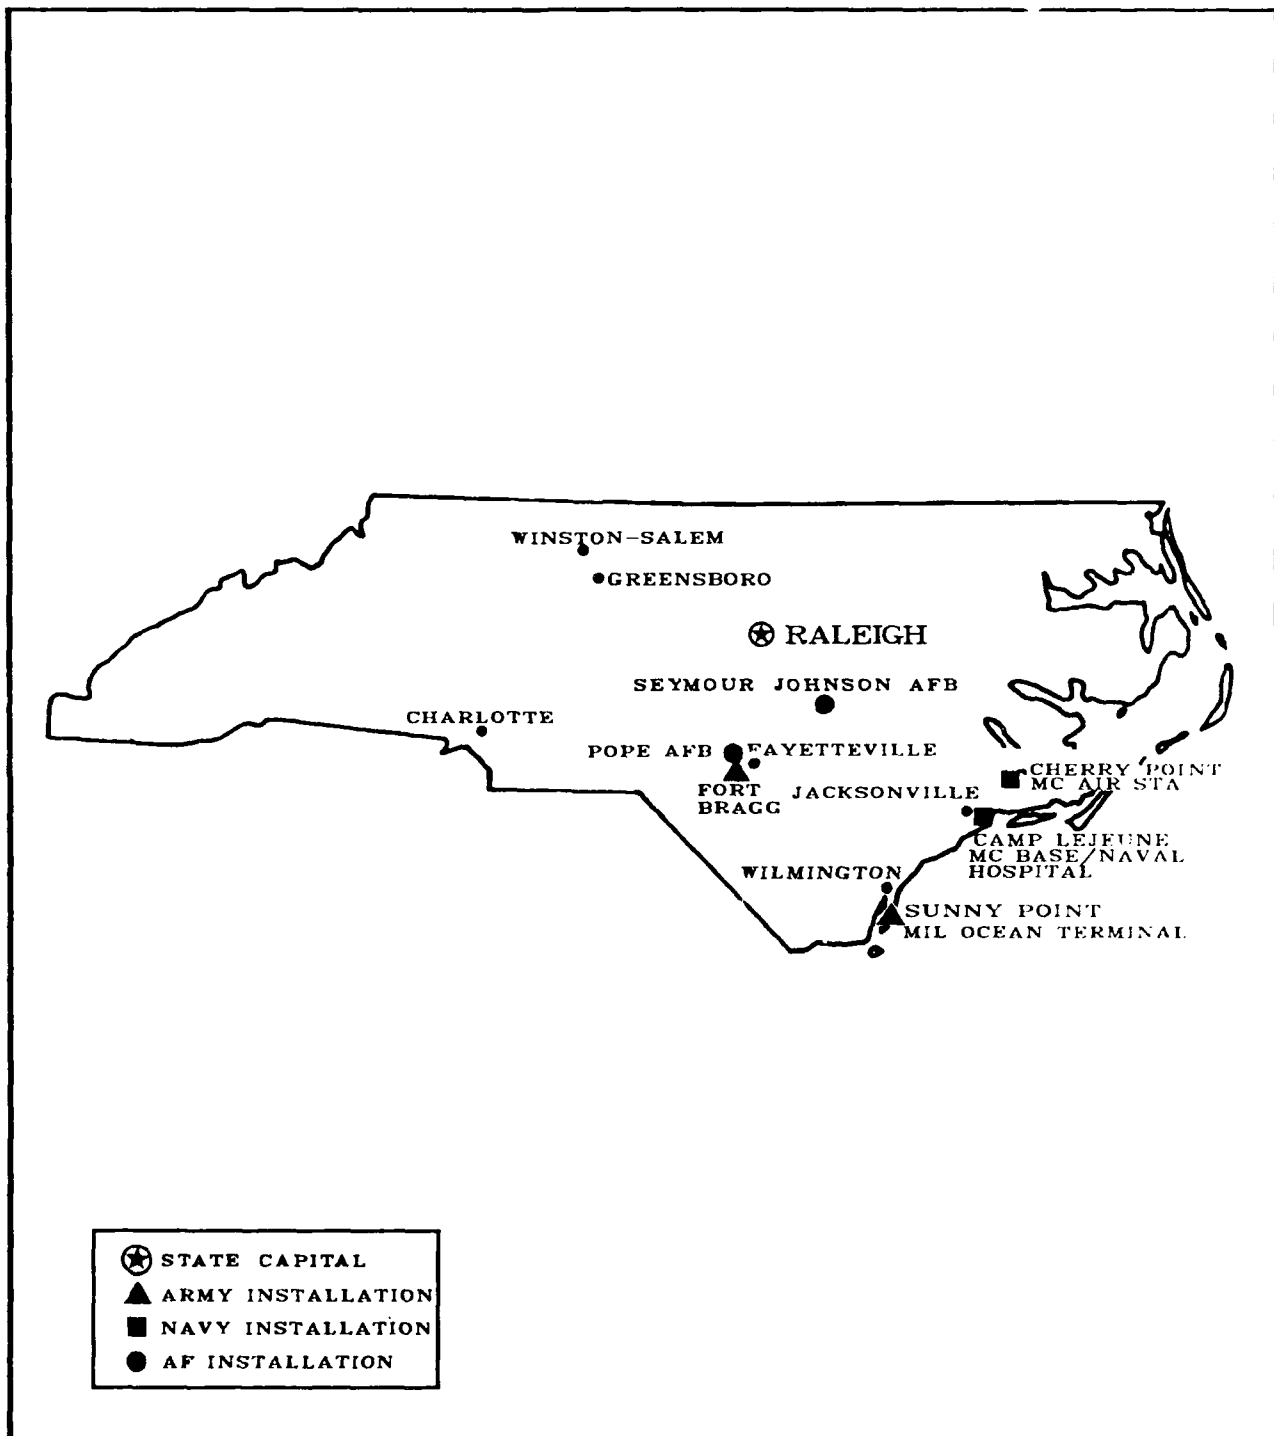 WINSTON-SALEM
GREENSBORO
RALEIGH
SEYMOUR JOHNSON AFB
CHARLOTTE
POPE AFB
FAYETTEVILLE
FORT
BRAGG
JACKSONVILLE
CHERRY POINT
MC AIR STA
CAMP LEJEUNE
MC BASE/NAVAL
HOSPITAL
WILMINGTON
SUNNY POINT
MIL OCEAN TERMINAL
STATE CAPITAL
ARMY INSTALLATION
NAVY INSTALLATION
AF INSTALLATION